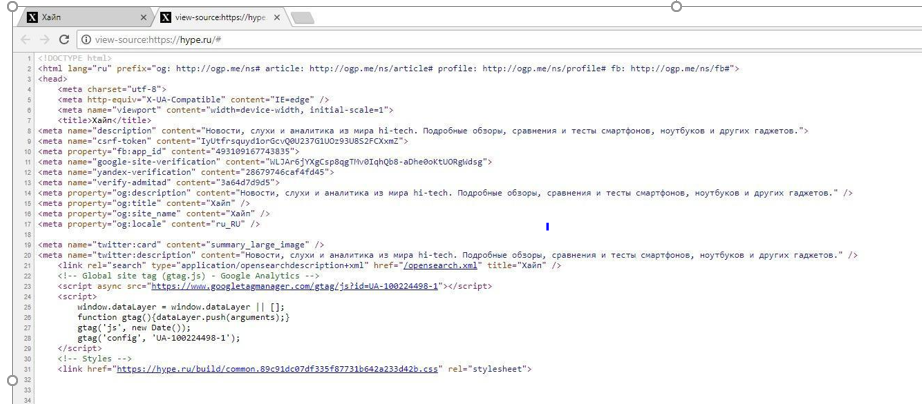 Хайп
view-source:https://hype.ru
view-source:https://hype.ru/#
1 <!DOCTYPE html>
2 <html lang="ru" prefix="og: http://ogp.me/ns# article: http://ogp.me/ns/article# profile: http://ogp.me/ns/profile# fb: http://ogp.me/ns/fb#">
3 <head>
4 <meta charset="utf-8">
5 <meta http-equiv="X-UA-Compatible" content="IE=edge" />
6 <meta name="viewport" content="width=device-width, initial-scale=1">
7 <title>Хайп</title>
8 <meta name="description" content="Новости, слухи и аналитика из мира hi-tech. Подробные обзоры, сравнения и тесты смартфонов, ноутбуков и других гаджетов.">
9 <meta name="csrf-token" content="IyUtfrsquyd1orGcvQ0U237G1UOz93U8S2FCXxmZ">
10 <meta property="fb:app_id" content="493109167743835">
11 <meta name="google-site-verification" content="WLJAr6jYXgCsp8qgTMv0IqhQb8-aDhe0oKtUORgWdsg">
12 <meta name="yandex-verification" content="28679746caf4fd45">
13 <meta name="verify-admitad" content="3a64d7d9d5">
14 <meta property="og:description" content="Новости, слухи и аналитика из мира hi-tech. Подробные обзоры, сравнения и тесты смартфонов, ноутбуков и других гаджетов." />
15 <meta property="og:title" content="Хайп" />
16 <meta property="og:site_name" content="Хайп" />
17 <meta property="og:locale" content="ru_RU" />
18
19 <meta name="twitter:card" content="summary_large_image" />
20 <meta name="twitter:description" content="Новости, слухи и аналитика из мира hi-tech. Подробные обзоры, сравнения и тесты смартфонов, ноутбуков и других гаджетов." />
21 <link rel="search" type="application/opensearchdescription+xml" href="/opensearch.xml" title="Хайп" />
22 <!-- Global site tag (gtag.js) - Google Analytics -->
23 <script async src="https://www.googletagmanager.com/gtag/js?id=UA-100224498-1"></script>
24 <script>
25 window.dataLayer = window.dataLayer || [];
26 function gtag(){dataLayer.push(arguments);}
27 gtag('js', new Date());
28 gtag('config', 'UA-100224498-1');
29 </script>
30 <!-- Styles -->
31 <link href="https://hype.ru/build/common.89c91dc07df335f87731b642a233d42b.css" rel="stylesheet">
32
33
34